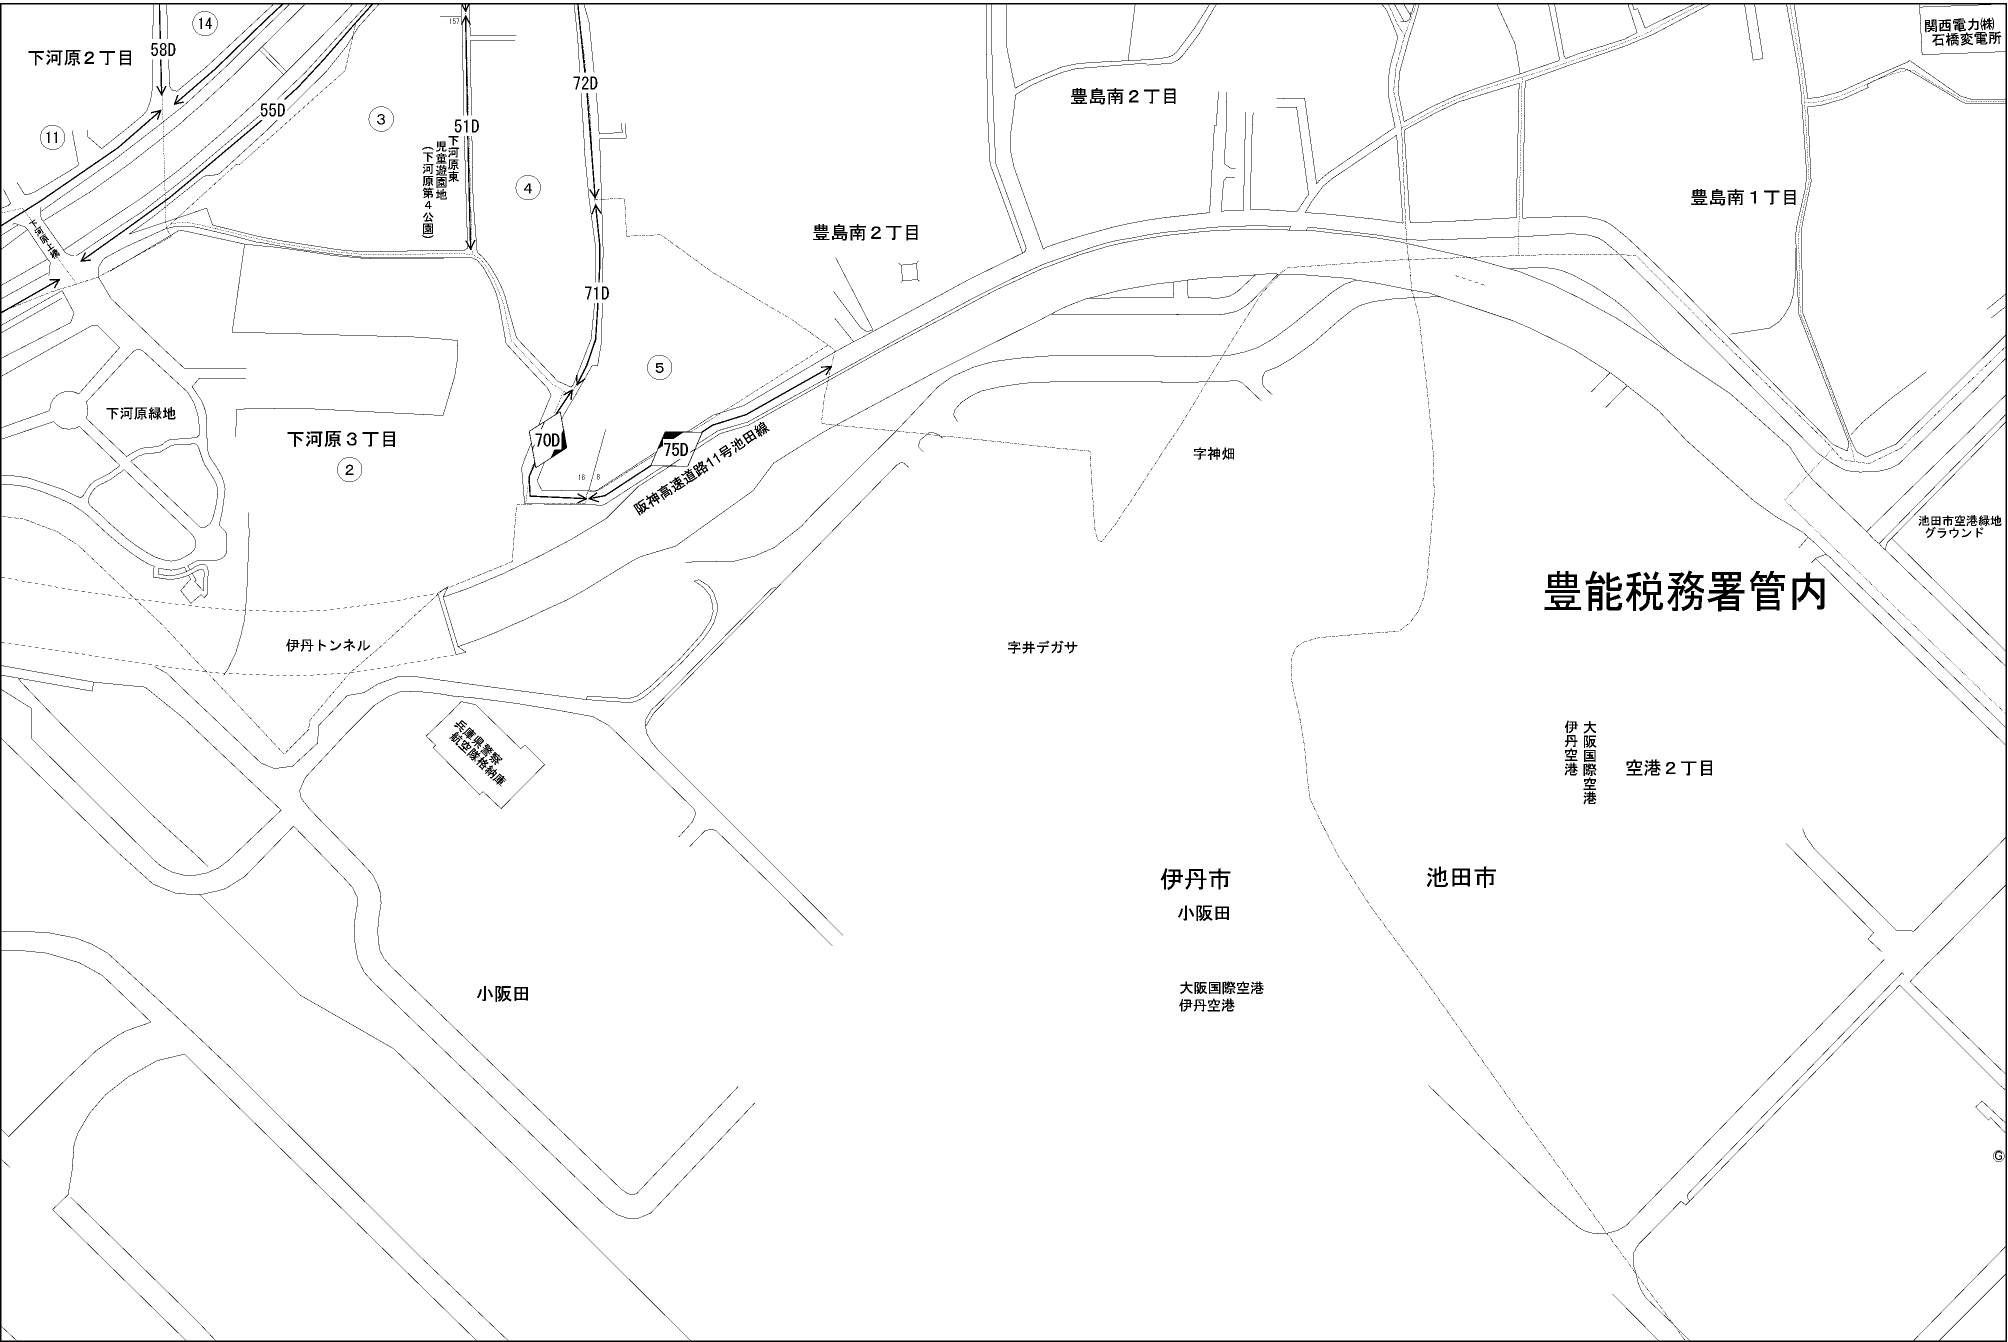 14
58D
下河原２丁目
55D
11
3
157
51D
下河原東
児童遊園地
(下河原第４公園)
72D
4
豊島南２丁目
関西電力㈱
石橋変電所
豊島南１丁目
豊島南２丁目
71D
5
下河原緑地
下河原３丁目
2
70D
75D
16
8
阪神高速道路11号池田線
字神畑
池田市空港緑地
グラウンド
豊能税務署管内
伊丹トンネル
字井デガサ
兵庫県警察
航空隊格納庫
大阪国際空港
伊丹空港
空港２丁目
伊丹市
小阪田
池田市
小阪田
大阪国際空港
伊丹空港
G